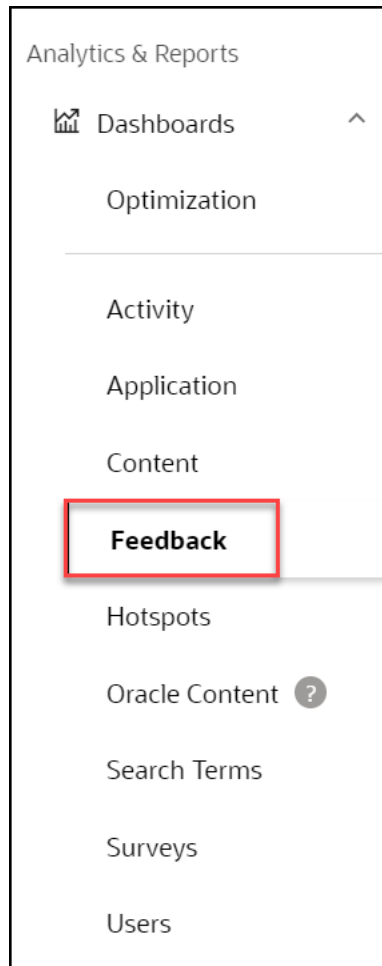 Analytics & Reports
Dashboards
Optimization
Activity
Application
Content
Feedback
Hotspots
Oracle Content ?
Search Terms
Surveys
Users